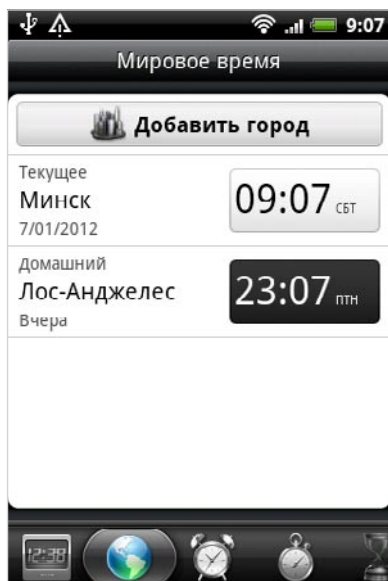 9:07
Мировое время
Добавить город
Текущее
Минск
7/01/2012
09:07 СБТ
Домашний
Лос-Анджелес
Вчера
23:07 ПТН
12:38